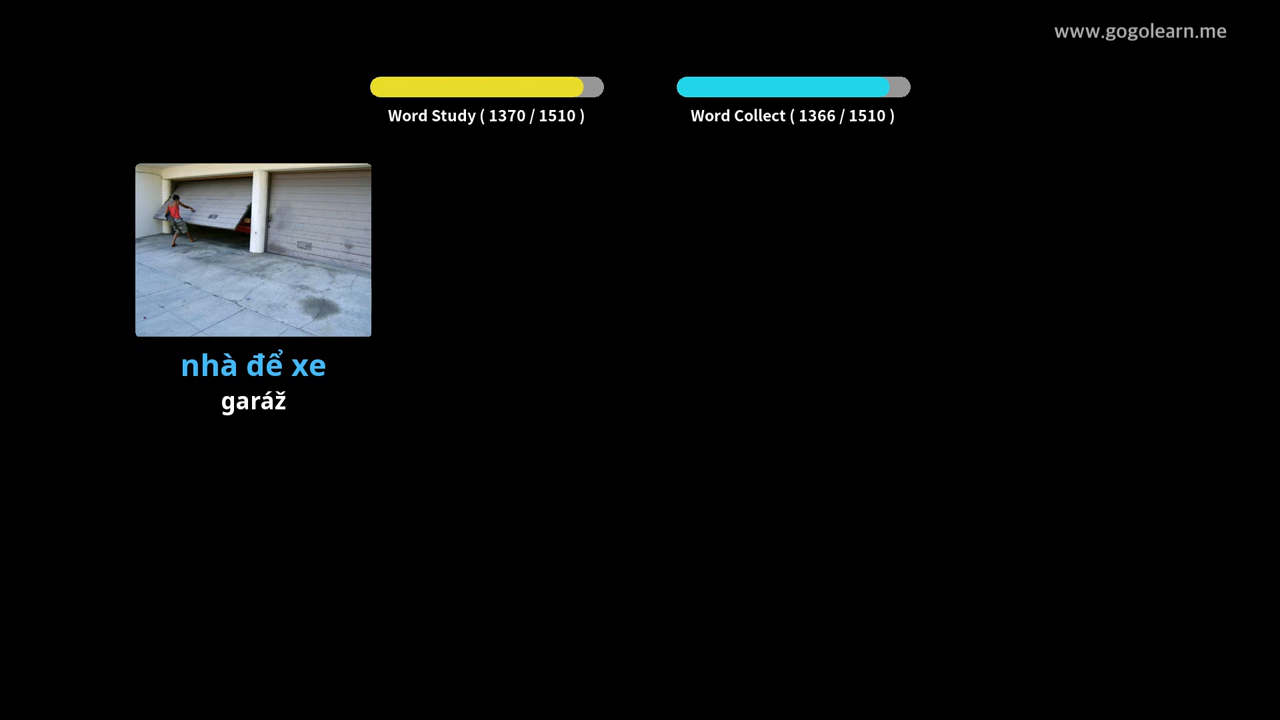 www.gogolearn.me
Word Study ( 1370 / 1510 )
Word Collect ( 1366 / 1510 )
nhà để xe
garáž